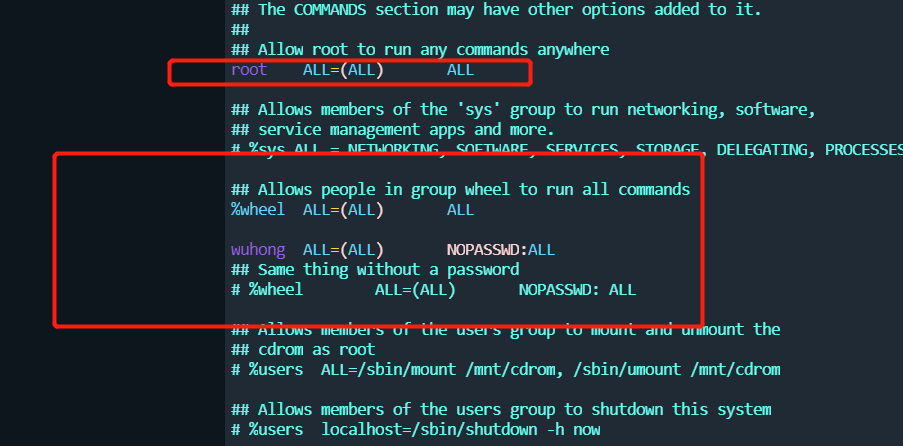 ## The COMMANDS section may have other options added to it.
##
## Allow root to run any commands anywhere
root    ALL=(ALL)       ALL
## Allows members of the 'sys' group to run networking, software,
## service management apps and more.
# %sys ALL = NETWORKING, SOFTWARE, SERVICES, STORAGE, DELEGATING, PROCESSES
## Allows people in group wheel to run all commands
%wheel  ALL=(ALL)       ALL
wuhong  ALL=(ALL)       NOPASSWD:ALL
## Same thing without a password
# %wheel        ALL=(ALL)       NOPASSWD: ALL
## Allows members of the users group to mount and unmount the
## cdrom as root
# %users  ALL=/sbin/mount /mnt/cdrom, /sbin/umount /mnt/cdrom
## Allows members of the users group to shutdown this system
# %users  localhost=/sbin/shutdown -h now